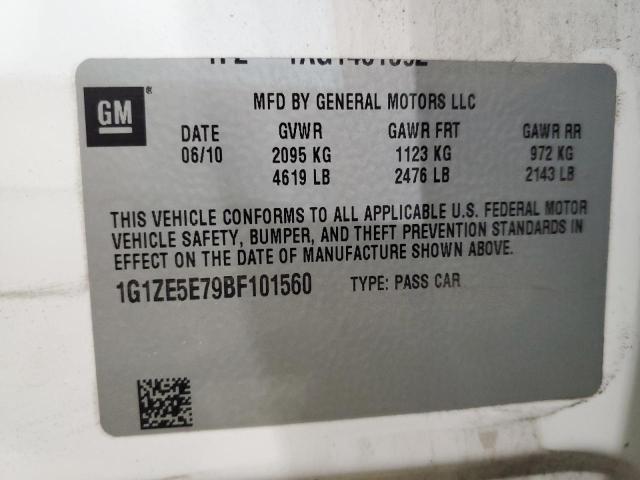 GM ®
MFD BY GENERAL MOTORS LLC
DATE GVWR GAWR FRT GAWR RR
06/10 2095 KG 1123 KG 972 KG
4619 LB 2476 LB 2143 LB
THIS VEHICLE CONFORMS TO ALL APPLICABLE U.S. FEDERAL MOTOR
VEHICLE SAFETY, BUMPER, AND THEFT PREVENTION STANDARDS IN
EFFECT ON THE DATE OF MANUFACTURE SHOWN ABOVE.
1G1ZE5E79BF101560 TYPE: PASS CAR